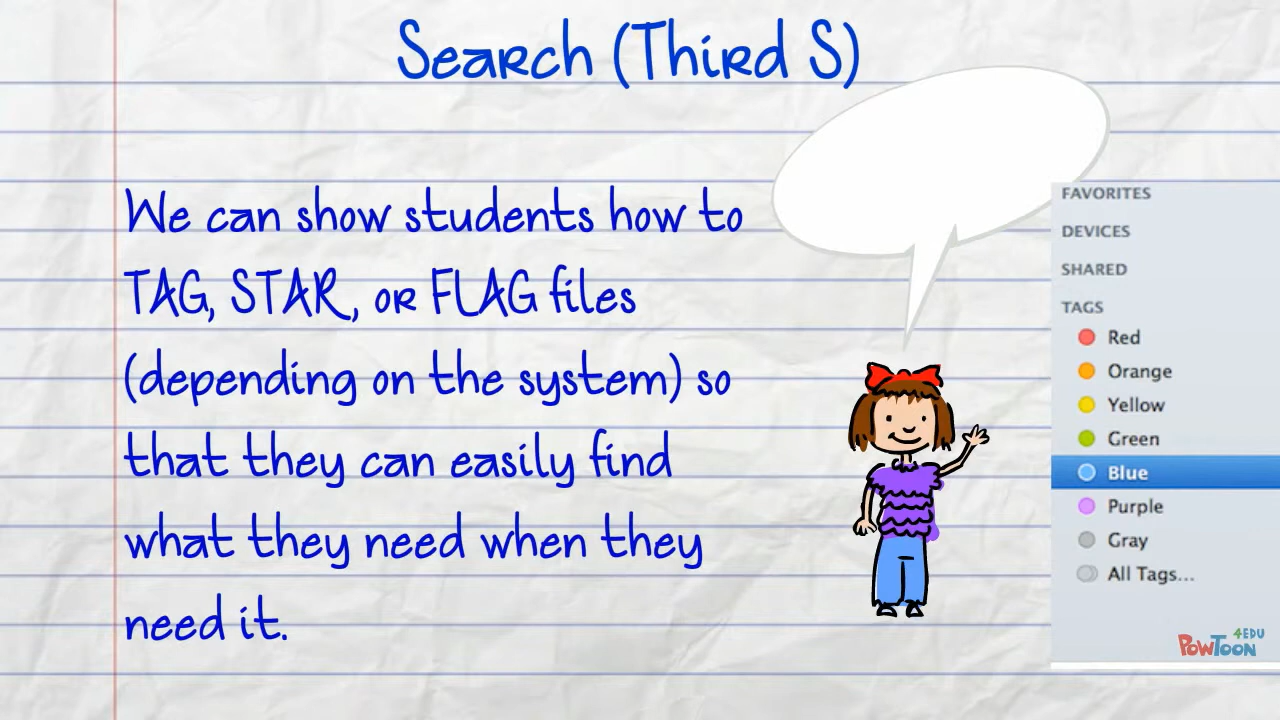 Search (Third S)
We can show students how to
TAG, STAR, or FLAG files
(depending on the system) so
that they can easily find
what they need when they
need it.
FAVORITES
DEVICES
SHARED
TAGS
Red
Orange
Yellow
Green
Blue
Purple
Gray
All Tags...
4EDU
POWTOON